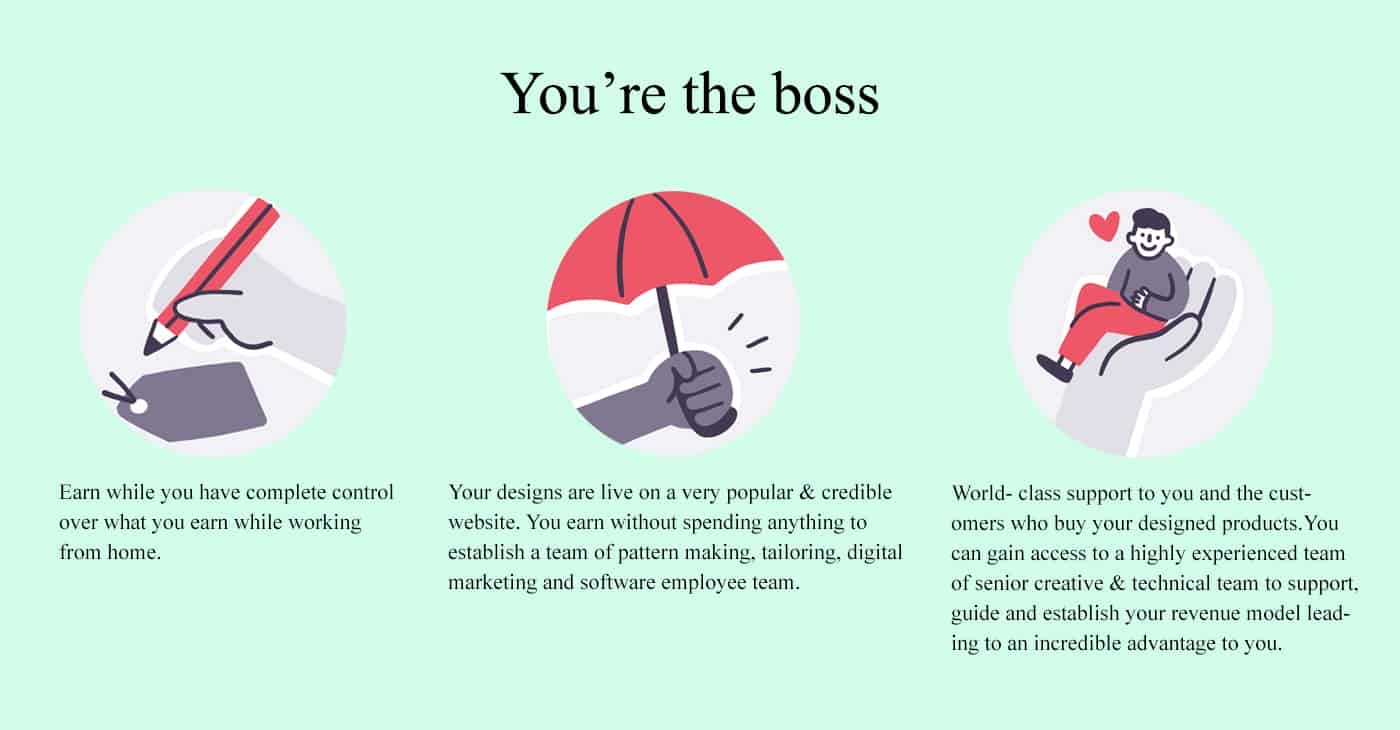 You’re the boss
Earn while you have complete control
over what you earn while working
from home.
Your designs are live on a very popular & credible
website. You earn without spending anything to
establish a team of pattern making, tailoring, digital
marketing and software employee team.
World- class support to you and the cust-
omers who buy your designed products.You
can gain access to a highly experienced team
of senior creative & technical team to support,
guide and establish your revenue model lead-
ing to an incredible advantage to you.